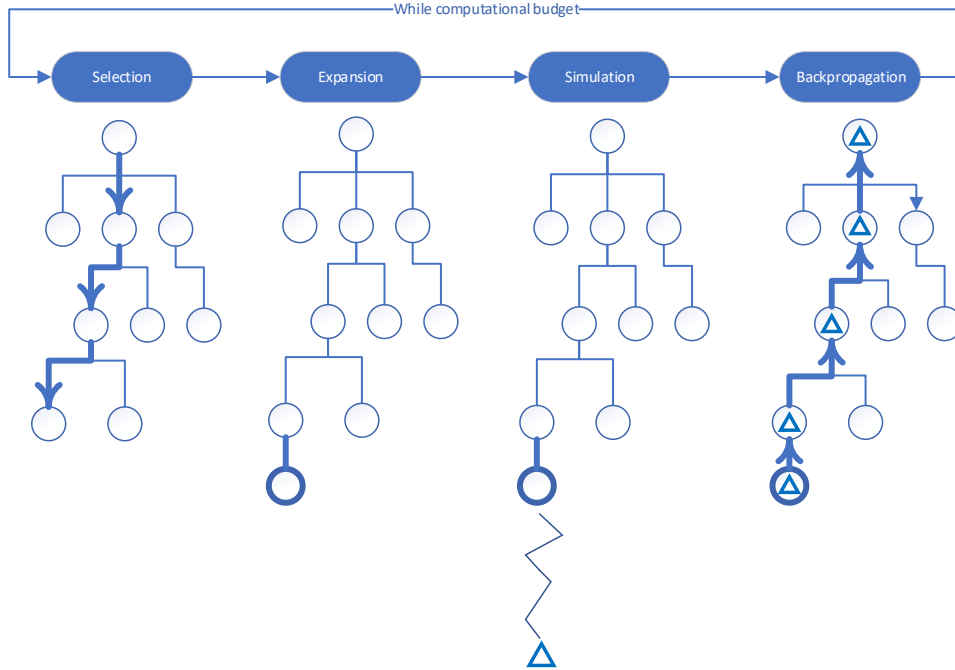 While computational budget
Selection
Expansion
Simulation
Backpropagation